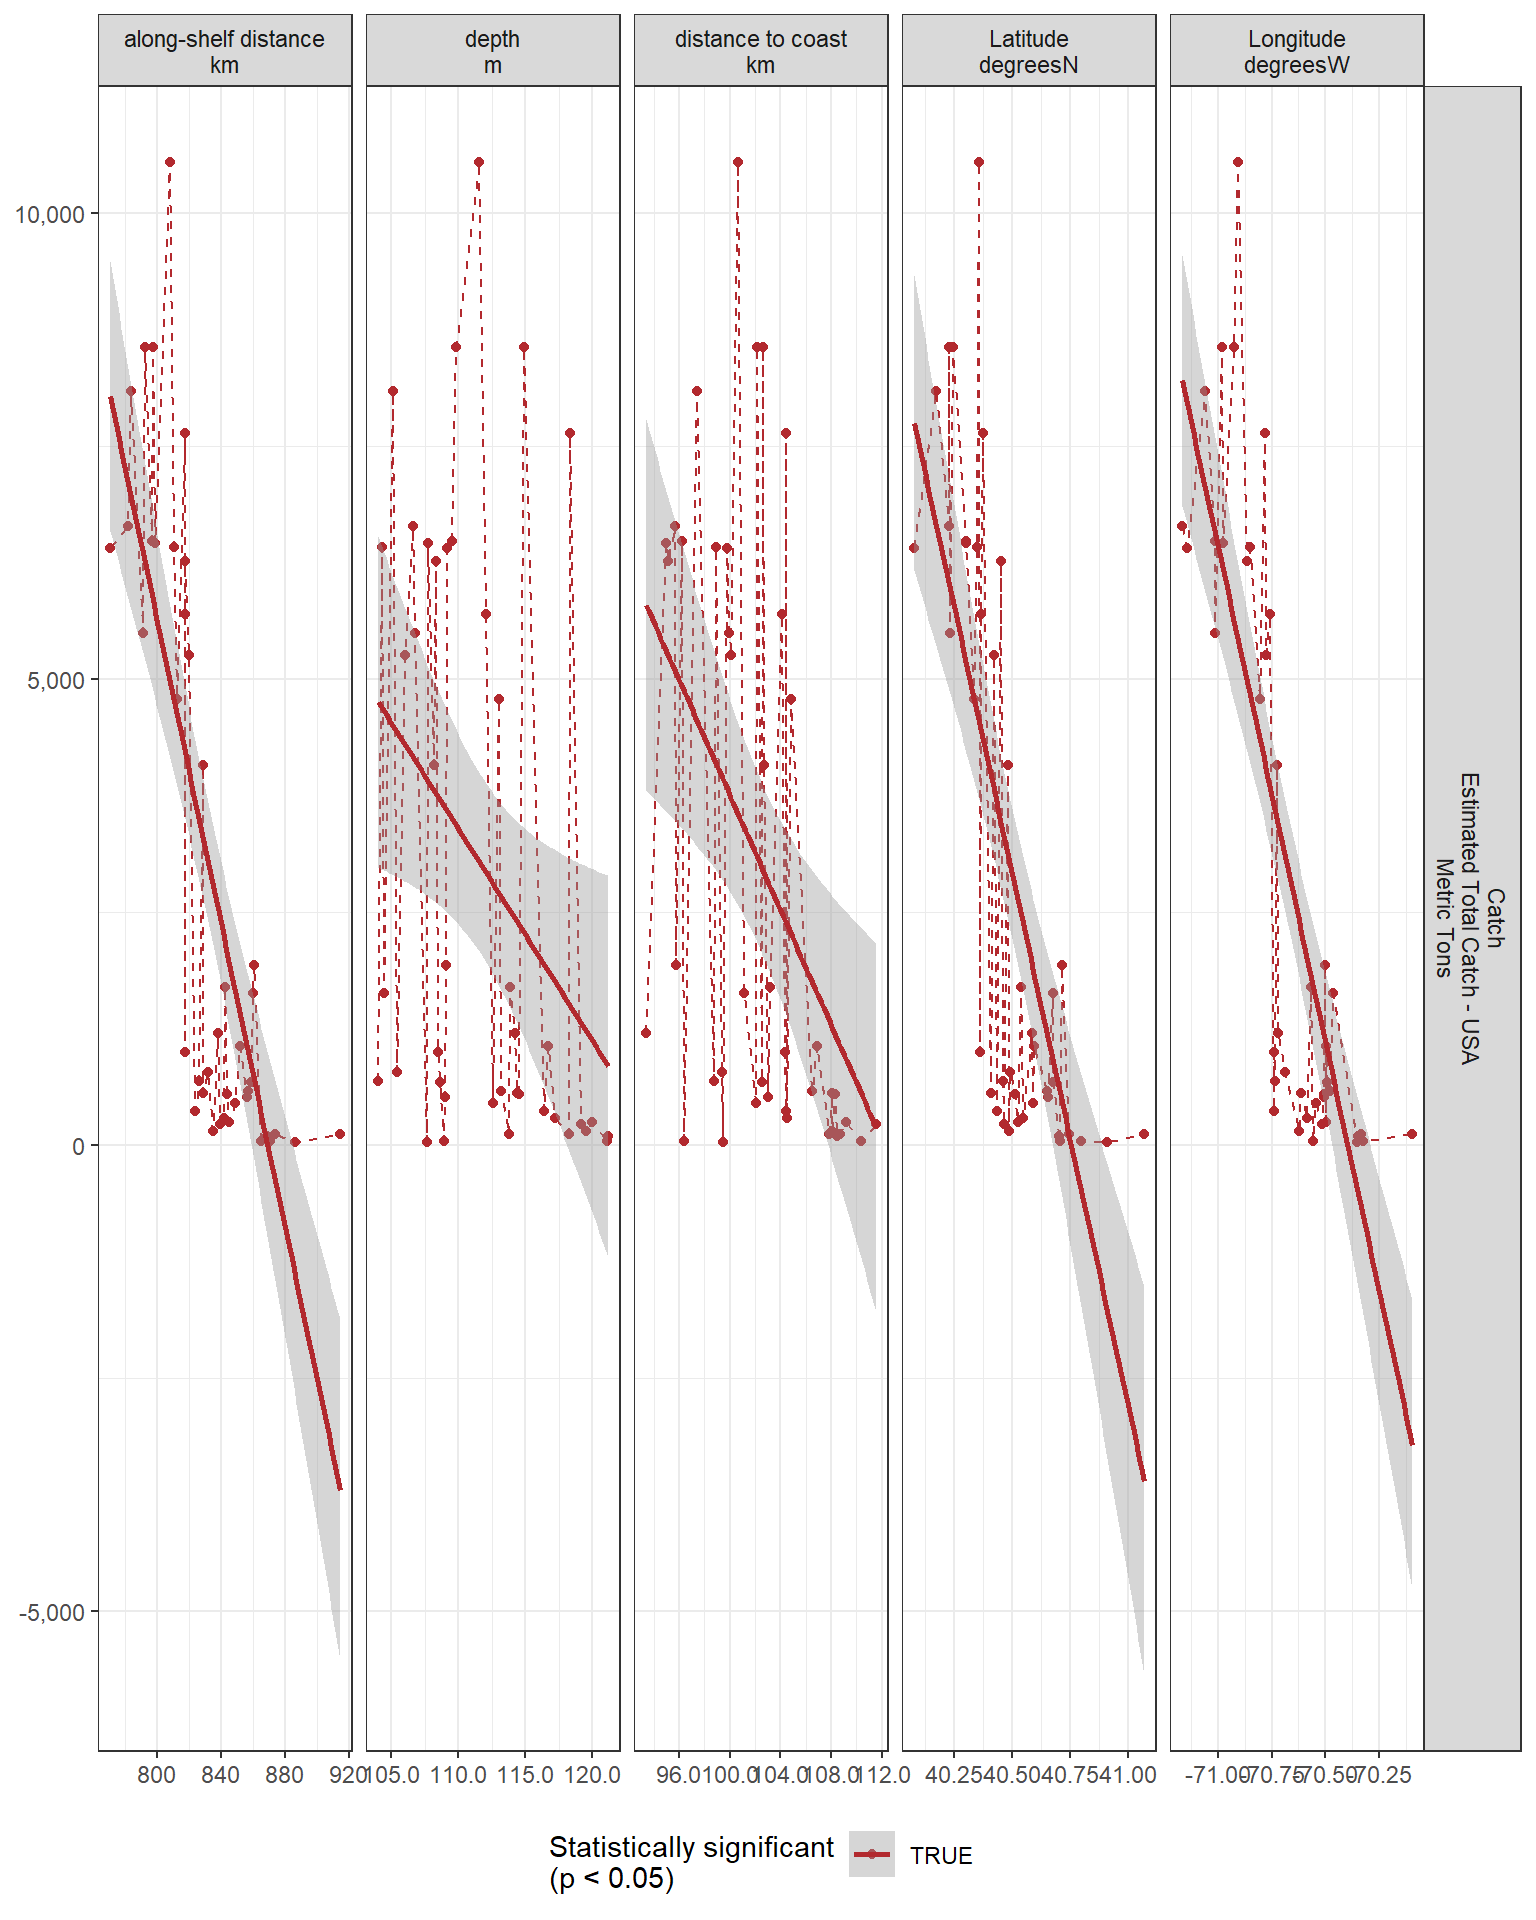 along-shelf distance
km
depth
m
distance to coast
km
Latitude
degreesN
Longitude
degreesW
10,000
5,000
0
-5,000
800 840 880 920
105.0 110.0 115.0 120.0
96.0 100.0 104.0 108.0 112.0
40.25 40.50 40.75 41.00
-71.00 -70.75 -70.50 -70.25
Catch
Estimated Total Catch - USA
Metric Tons
Statistically significant
(p < 0.05)
TRUE